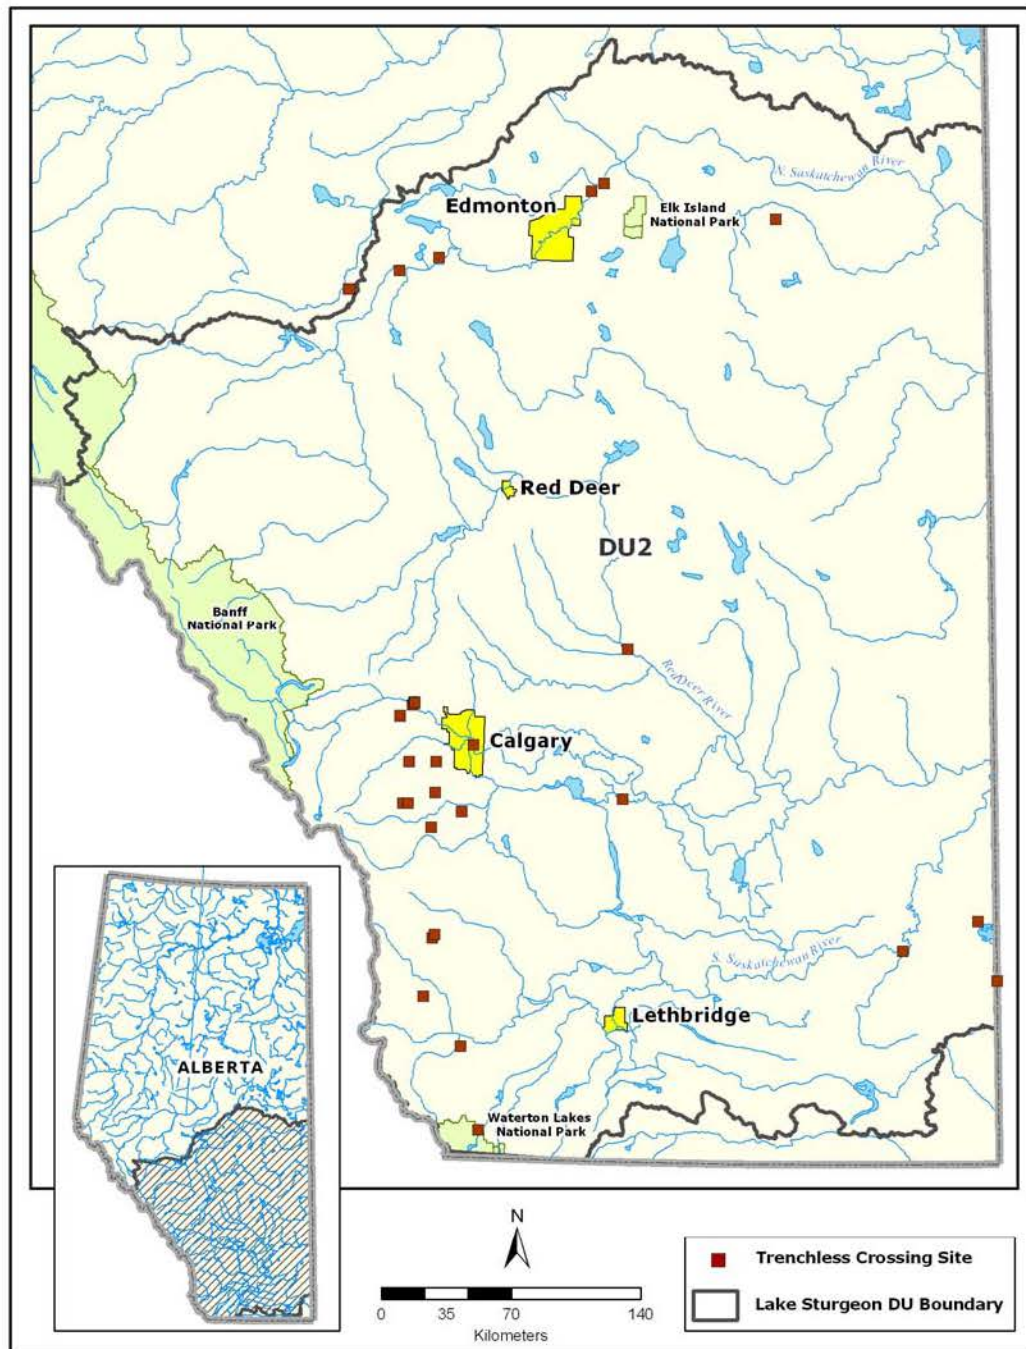 N. Saskatchewan River
Edmonton
Elk Island
National Park
Red Deer
DU2
Banff
National Park
Red Deer River
Calgary
S. Saskatchewan River
Lethbridge
ALBERTA
Waterton Lakes
National Park
N
0 35 70 140
Kilometers
Trenchless Crossing Site
Lake Sturgeon DU Boundary